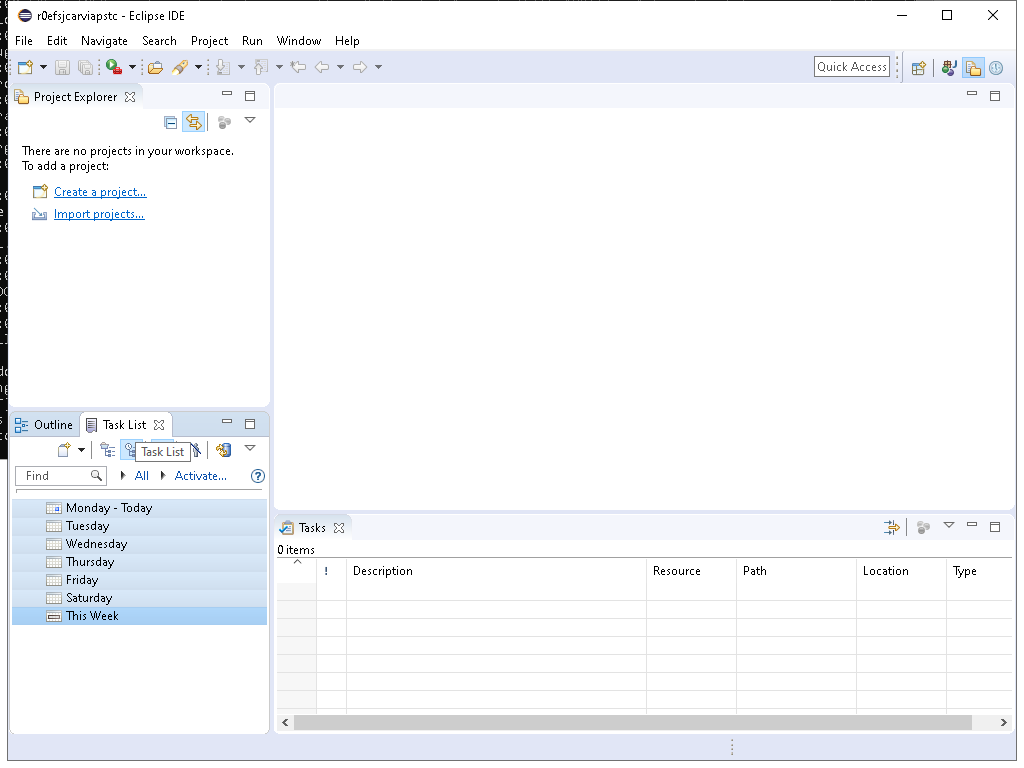 r0efsjcarviapstc - Eclipse IDE
File Edit Navigate Search Project Run Window Help
Quick Access
Project Explorer
There are no projects in your workspace.
To add a project:
Create a project...
Import projects...
Outline Task List
Task List
Find All Activate...
Monday - Today
Tuesday
Wednesday
Thursday
Friday
Saturday
This Week
Tasks
0 items
! Description Resource Path Location Type